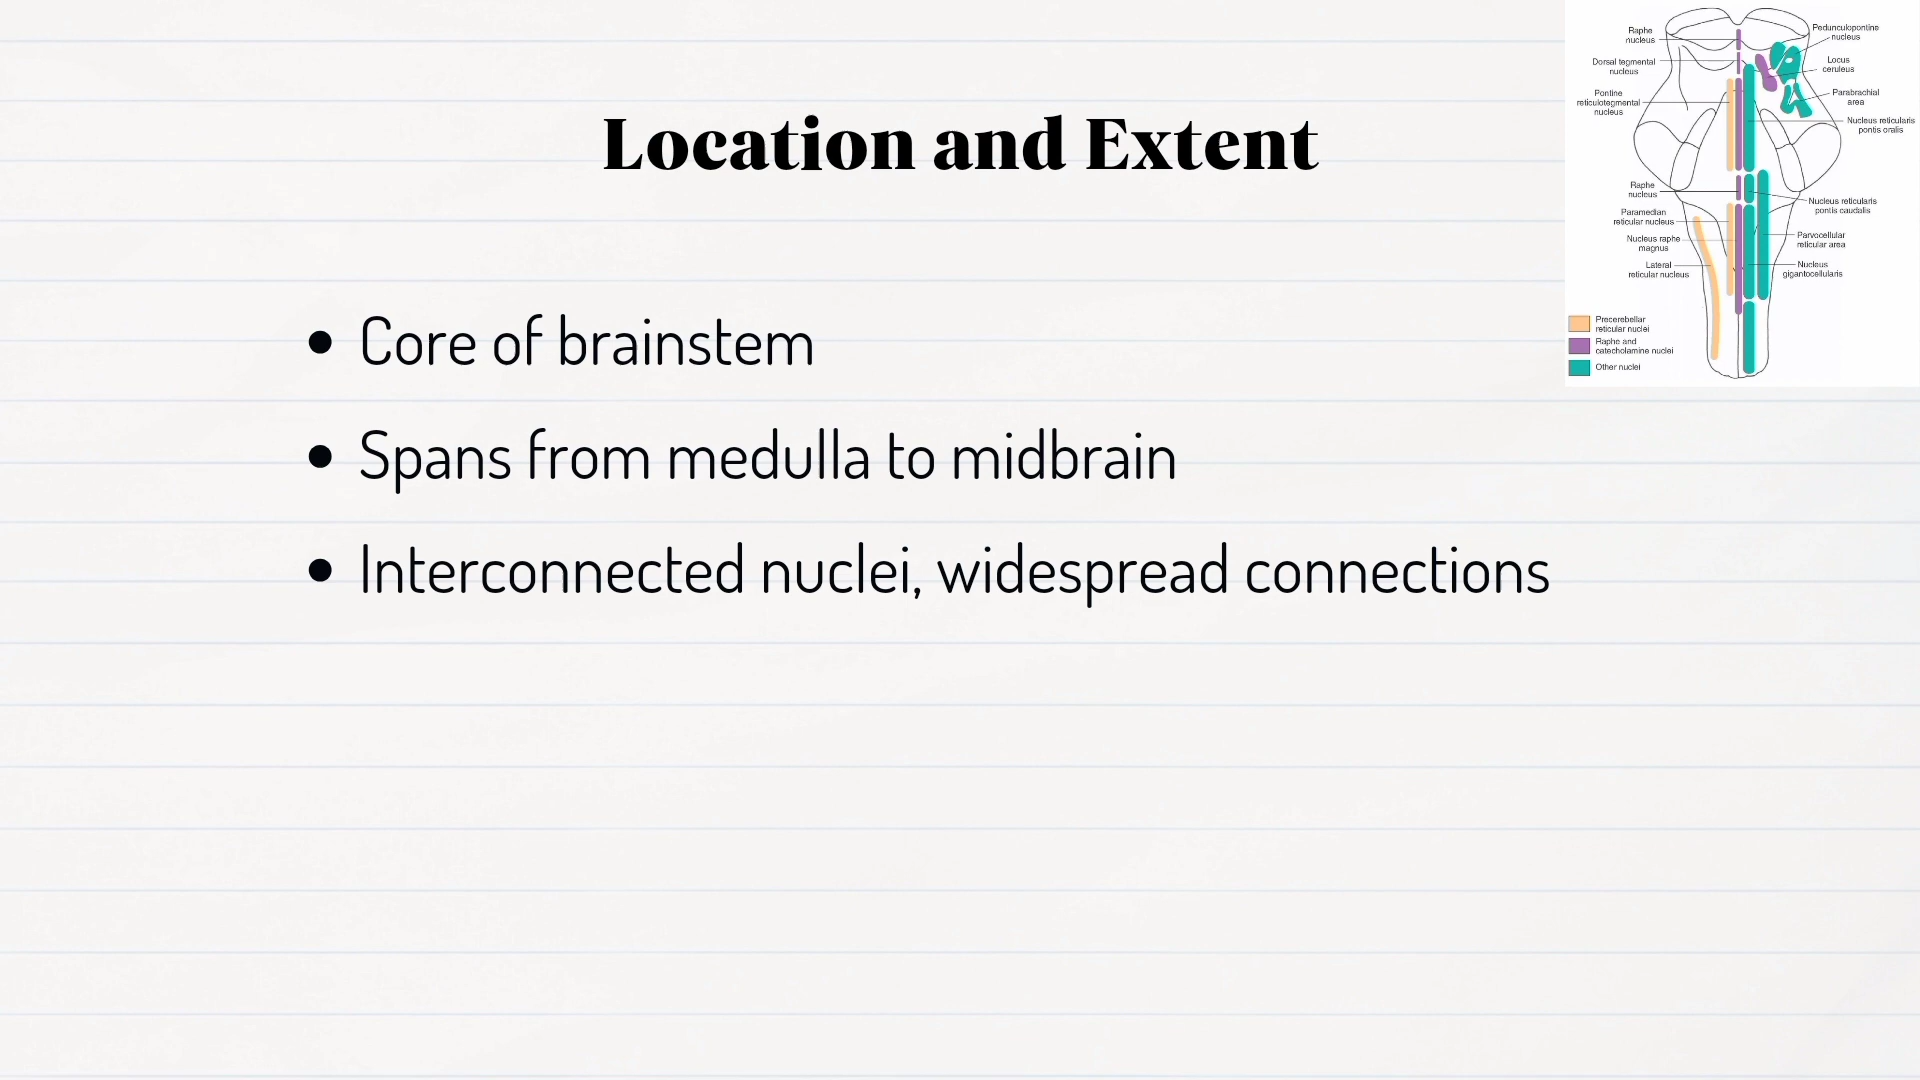 Location and Extent
• Core of brainstem
• Spans from medulla to midbrain
• Interconnected nuclei, widespread connections
Raphe
nucleus
Dorsal tegmental
nucleus
Pontine
reticulotegmental
nucleus
Raphe
nucleus
Paramedian
reticular nucleus
Nucleus raphe
magnus
Lateral
reticular nucleus
Pedunculopontine
nucleus
Locus
ceruleus
Parabrachial
area
Nucleus reticularis
pontis oralis
Nucleus reticularis
pontis caudalis
Parvocellular
reticular area
Nucleus
gigantocellularis
Precerebellar
reticular nuclei
Raphe and
catecholamine nuclei
Other nuclei